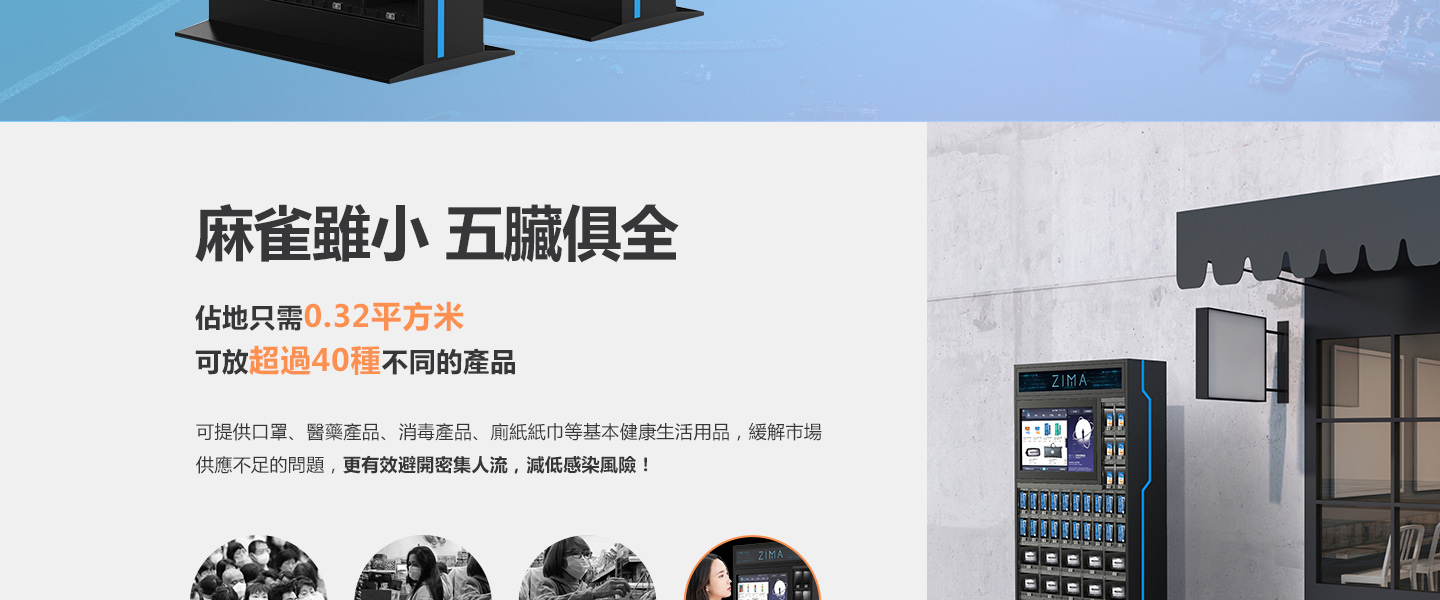 麻雀雖小 五臟俱全
佔地只需0.32平方米
可放超過40種不同的產品
可提供口罩、醫藥產品、消毒產品、廁紙紙巾等基本健康生活用品，緩解市場
供應不足的問題，更有效避開密集人流，減低感染風險！
ZIMA
ZIMA